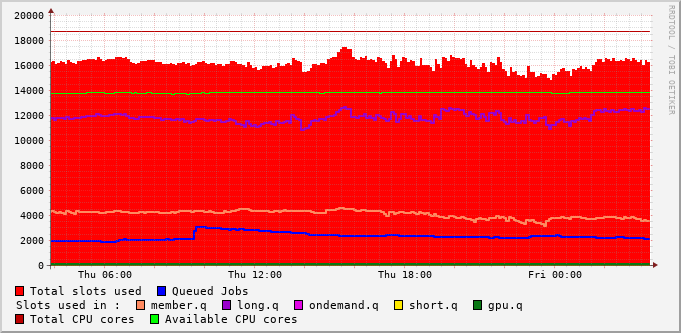 20000
18000
16000
14000
12000
10000
8000
6000
4000
2000
0
Thu 06:00 Thu 12:00 Thu 18:00 Fri 00:00
RRDTOOL / TOBI OETIKER
Total slots used Queued Jobs
Slots used in : member.q long.q ondemand.q short.q gpu.q
Total CPU cores Available CPU cores